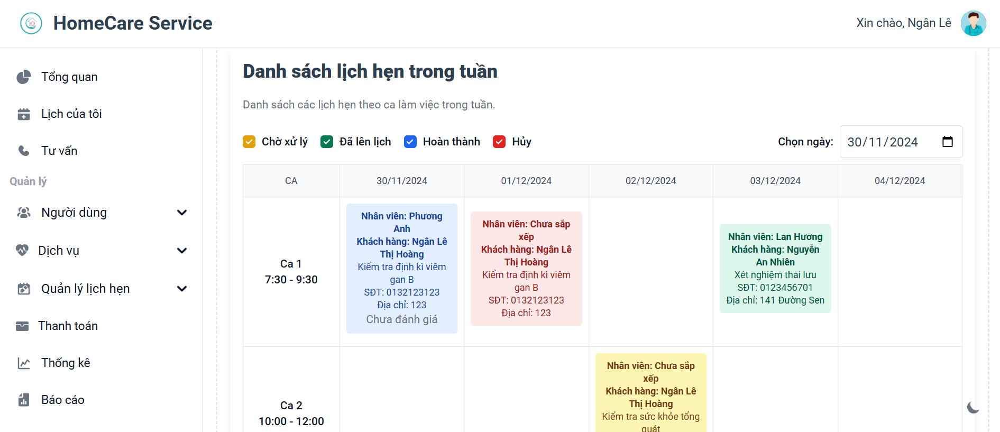 HomeCare Service
Xin chào, Ngân Lê
Tổng quan
Lịch của tôi
Tư vấn
Quản lý
Người dùng
Dịch vụ
Quản lý lịch hẹn
Thanh toán
Thống kê
Báo cáo
Danh sách lịch hẹn trong tuần
Danh sách các lịch hẹn theo ca làm việc trong tuần.
Chờ xử lý Đã lên lịch Hoàn thành Hủy
Chọn ngày: 30/11/2024
CA 30/11/2024 01/12/2024 02/12/2024 03/12/2024 04/12/2024
Ca 1
7:30 - 9:30
Nhân viên: Phương
Anh
Khách hàng: Ngân Lê
Thị Hoàng
Kiểm tra định kì viêm
gan B
SĐT: 0132123123
Địa chỉ: 123
Chưa đánh giá
Nhân viên: Chưa sắp
xếp
Khách hàng: Ngân Lê
Thị Hoàng
Kiểm tra định kì viêm
gan B
SĐT: 0132123123
Địa chỉ: 123
Nhân viên: Lan Hương
Khách hàng: Nguyễn
An Nhiên
Xét nghiệm thai lưu
SĐT: 0123456701
Địa chỉ: 141 Đường Sen
Ca 2
10:00 - 12:00
Nhân viên: Chưa sắp
xếp
Khách hàng: Ngân Lê
Thị Hoàng
Kiểm tra sức khỏe tổng
quát